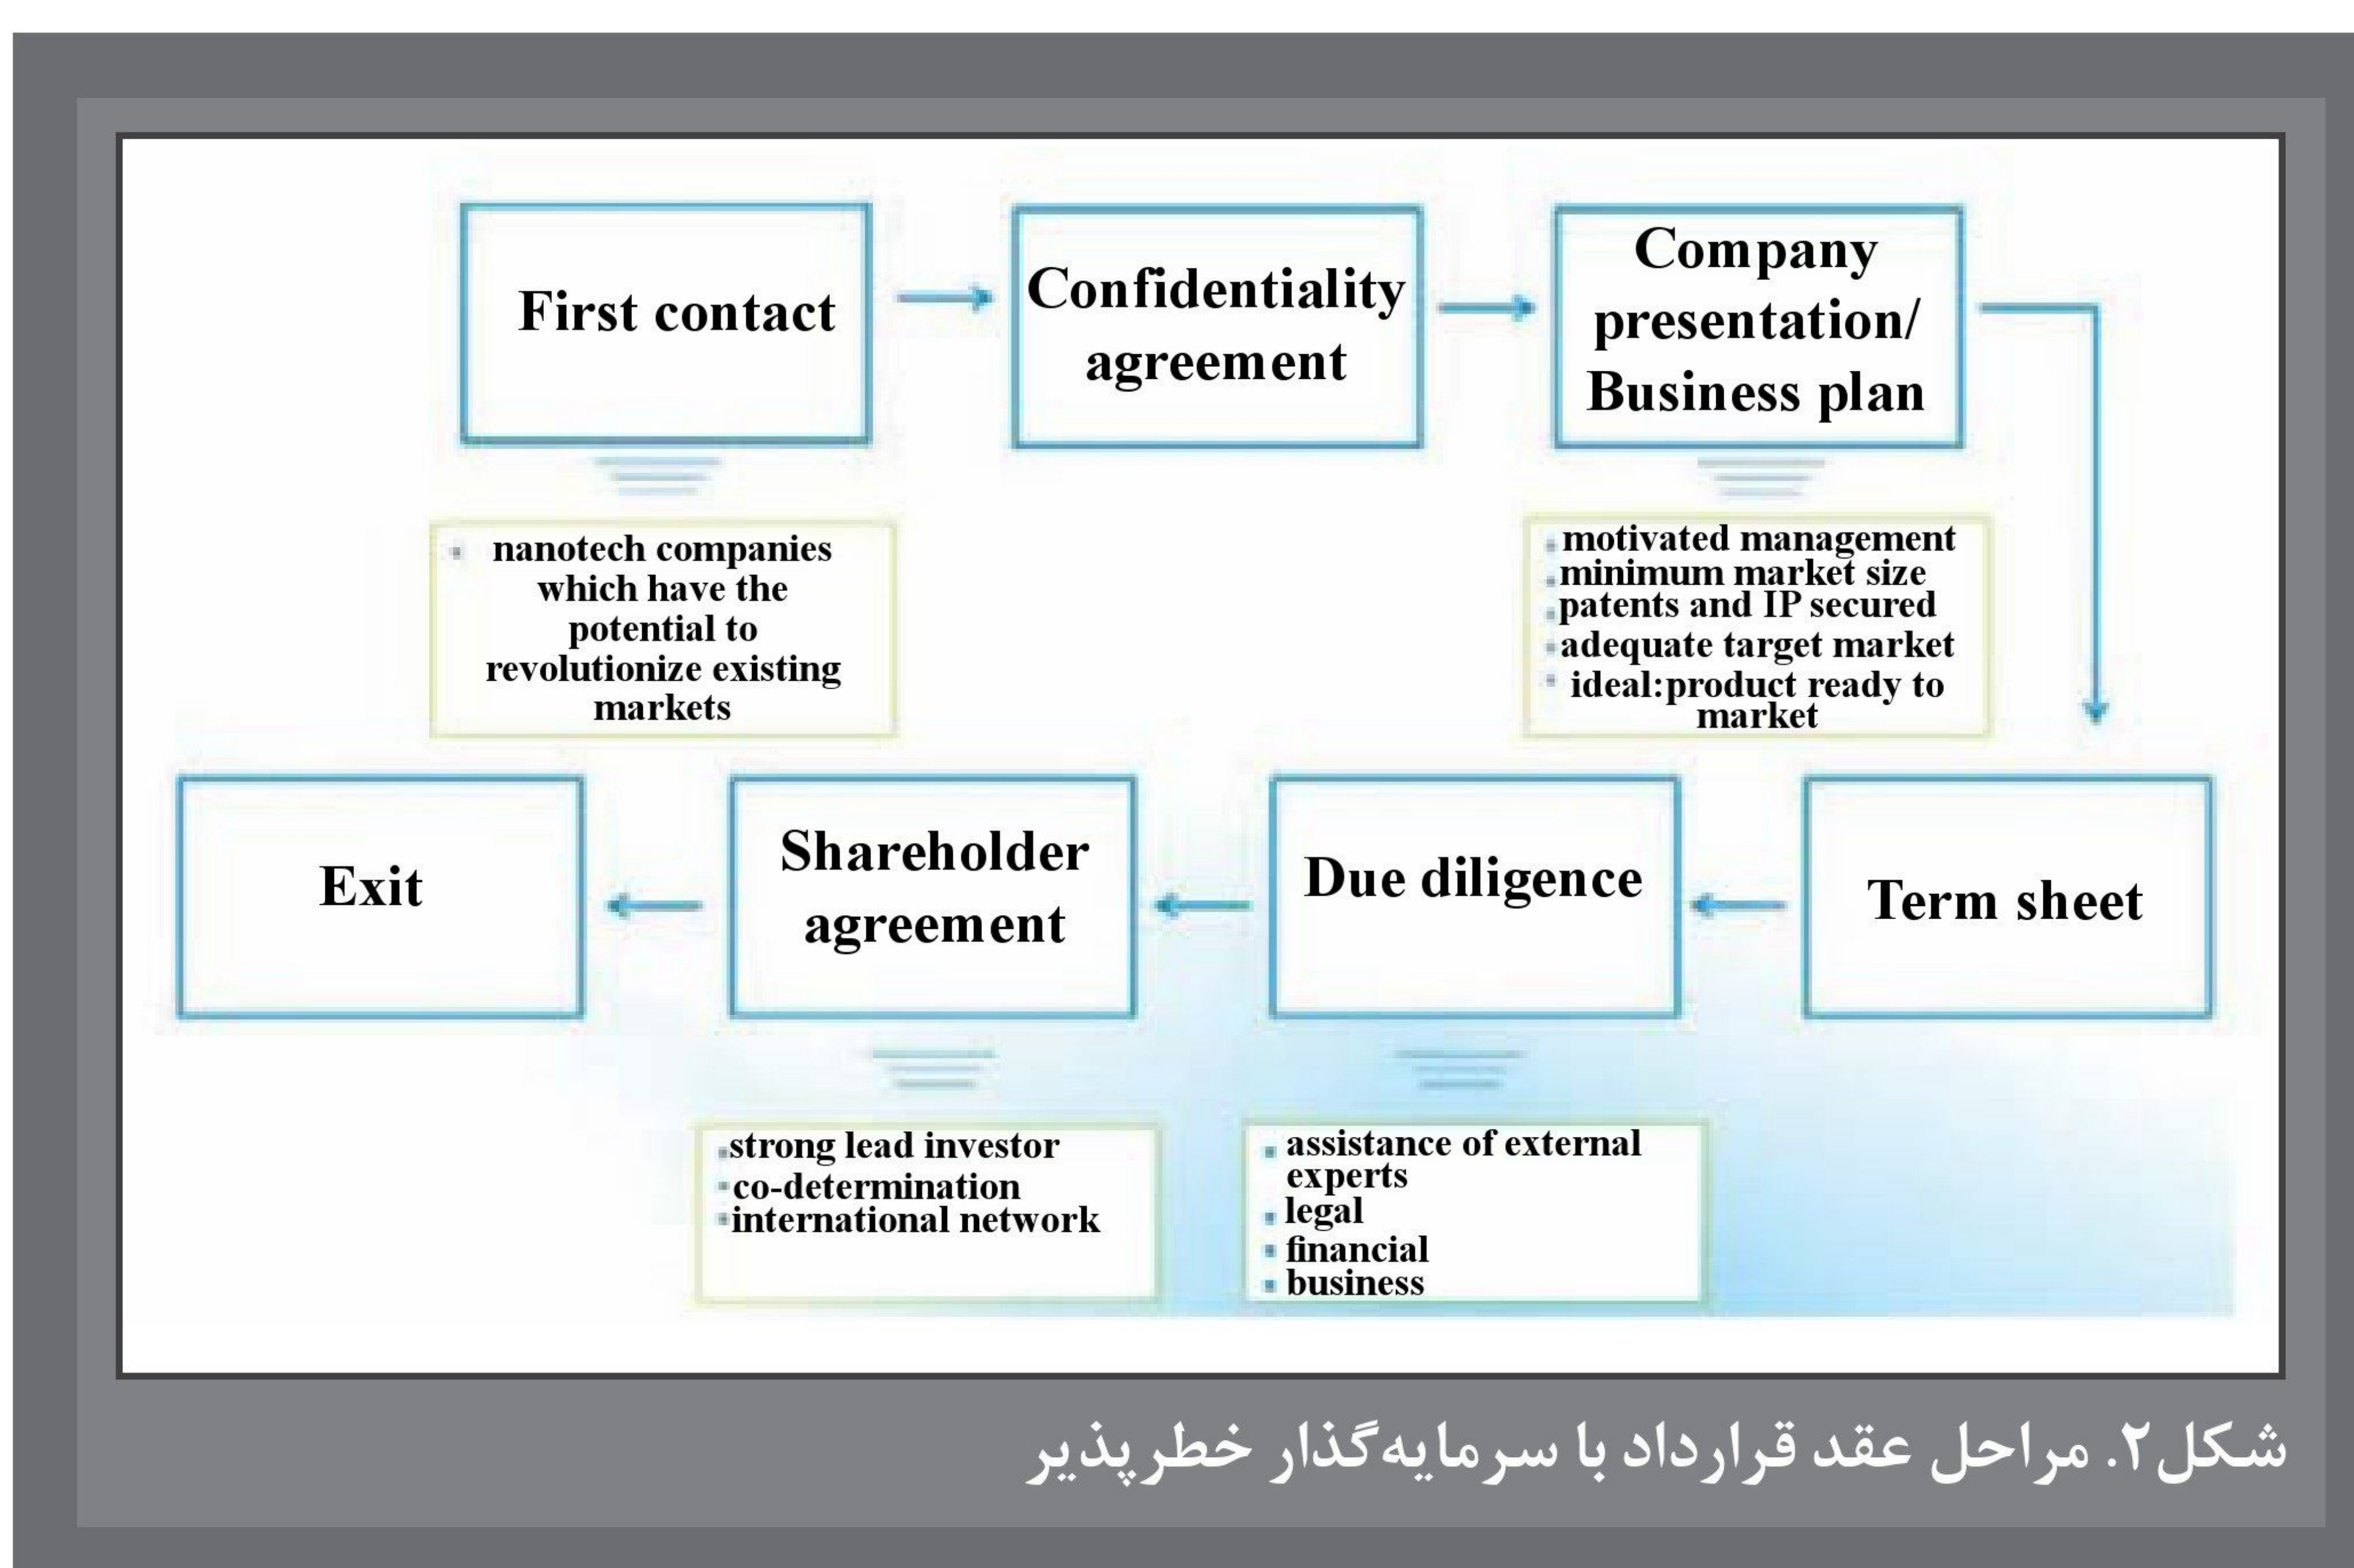 First contact
Confidentiality
agreement
Company
presentation/
Business plan
nanotech companies
which have the
potential to
revolutionize existing
markets
motivated management
minimum market size
patents and IP secured
adequate target market
ideal:product ready to
market
Term sheet
Due diligence
Shareholder
agreement
Exit
assistance of external
experts
legal
financial
business
strong lead investor
co-determination
international network
شکل۲. مراحل عقد قرارداد با سرمایه‌گذار خطرپذیر